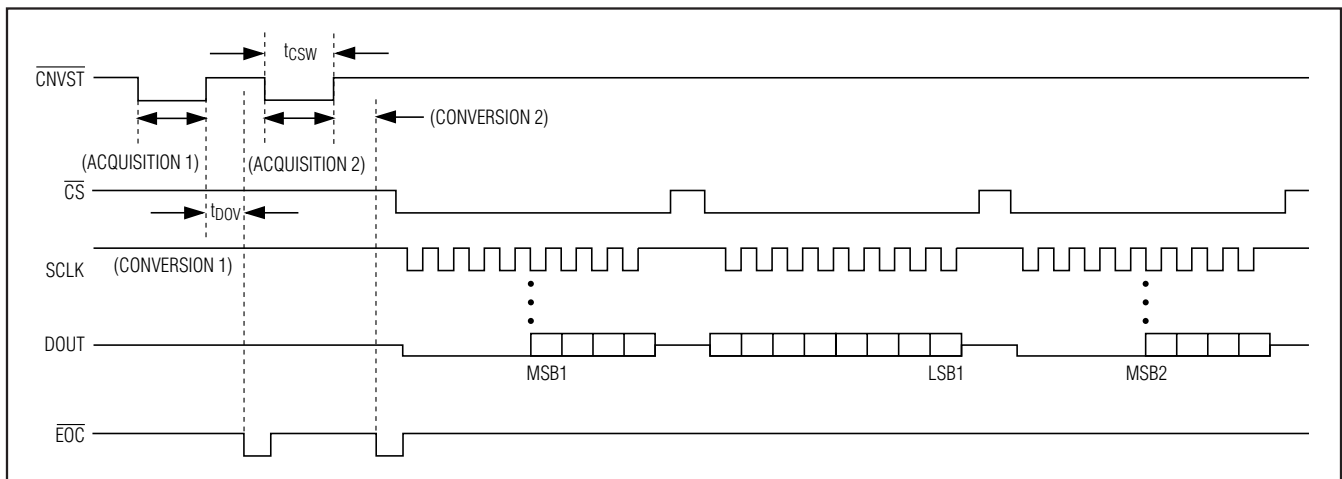 tCSW
CNVST
(CONVERSION 2)
(ACQUISITION 1) (ACQUISITION 2)
CS
tDOV
SCLK (CONVERSION 1)
DOUT
MSB1 LSB1 MSB2
EOC